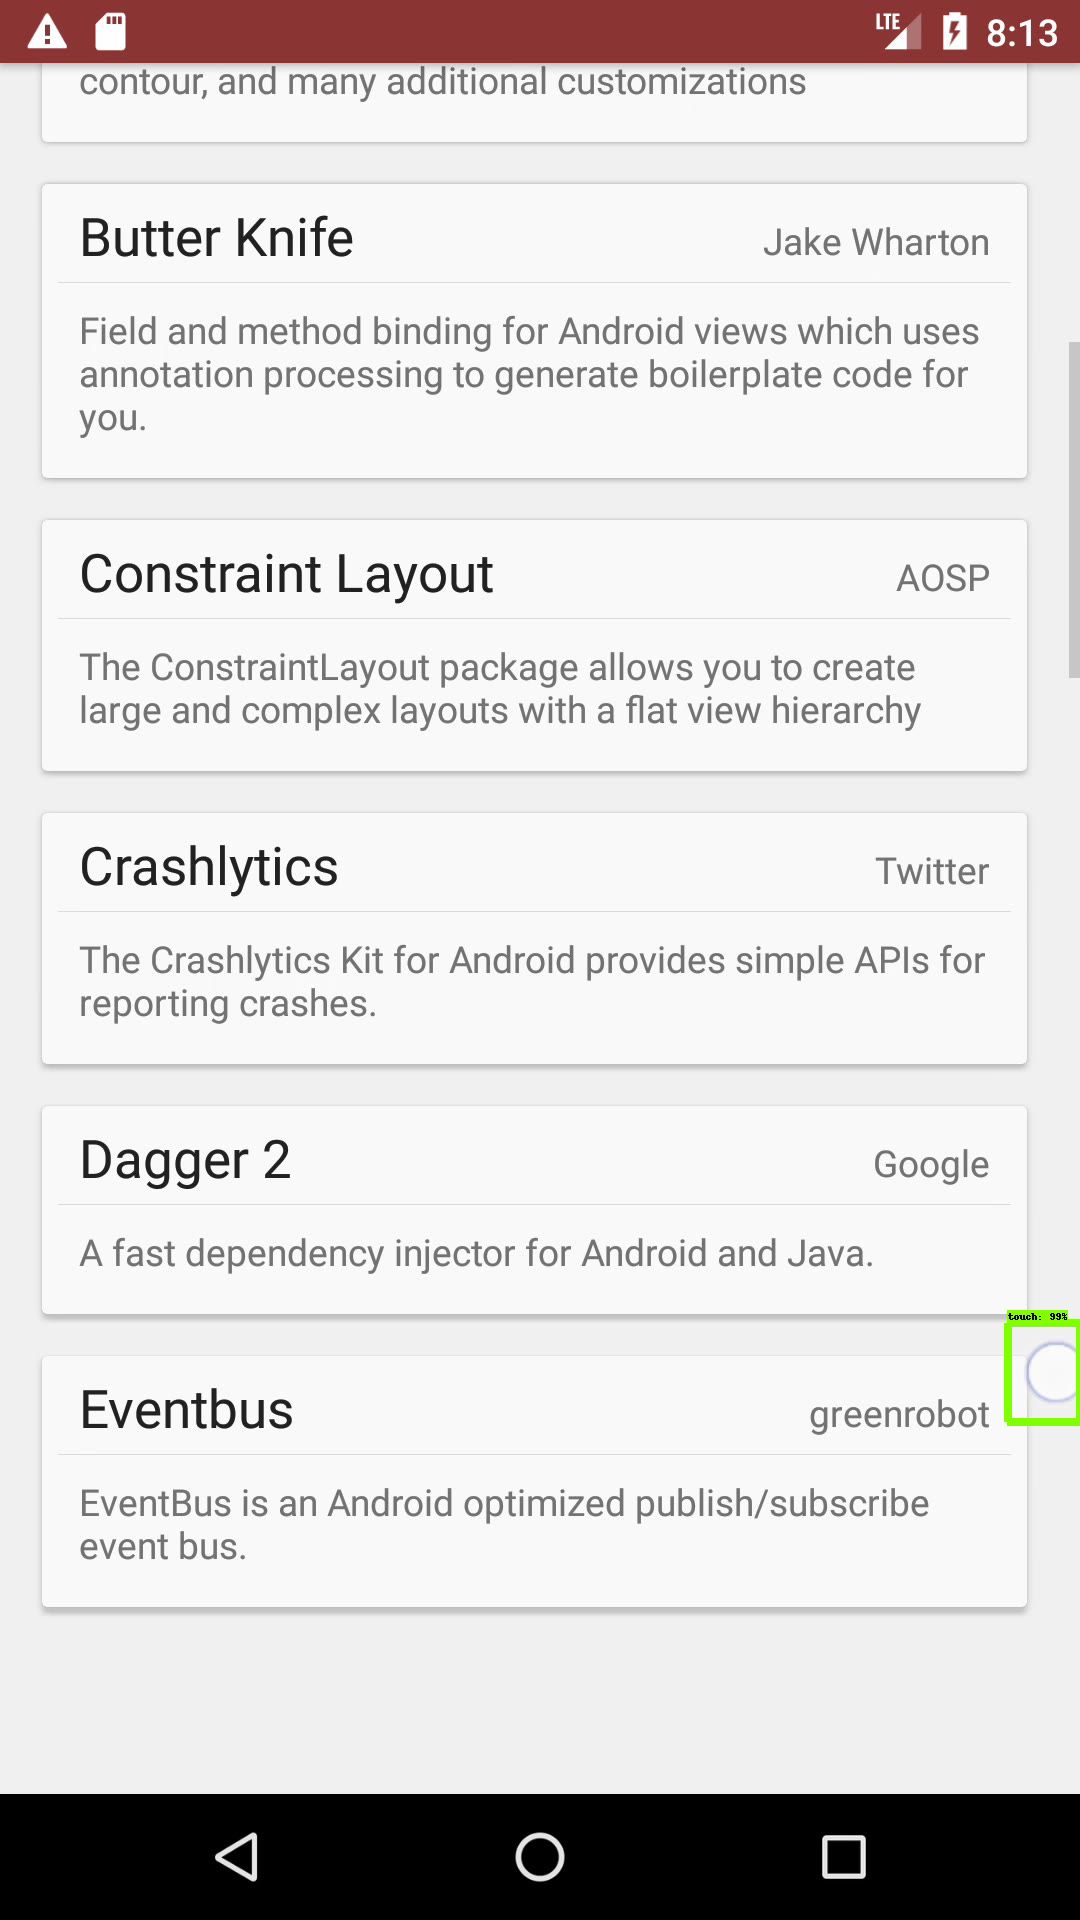 LTE 8:13
contour, and many additional customizations
Butter Knife
Jake Wharton
Field and method binding for Android views which uses
annotation processing to generate boilerplate code for
you.
Constraint Layout
AOSP
The ConstraintLayout package allows you to create
large and complex layouts with a flat view hierarchy
Crashlytics
Twitter
The Crashlytics Kit for Android provides simple APIs for
reporting crashes.
Dagger 2
Google
A fast dependency injector for Android and Java.
touch: 99%
Eventbus
greenrobot
EventBus is an Android optimized publish/subscribe
event bus.